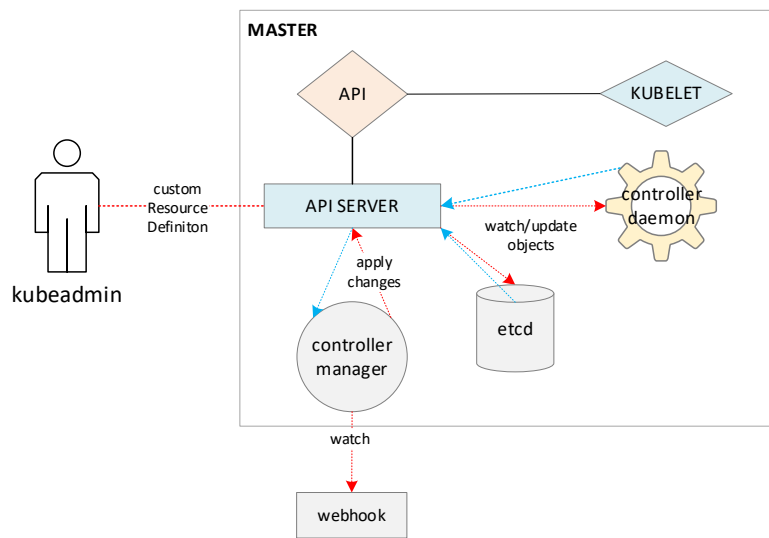 MASTER
API
KUBELET
custom
Resource
Definiton
API SERVER
controller
daemon
watch/update
objects
apply
changes
kubeadmin
etcd
controller
manager
watch
webhook